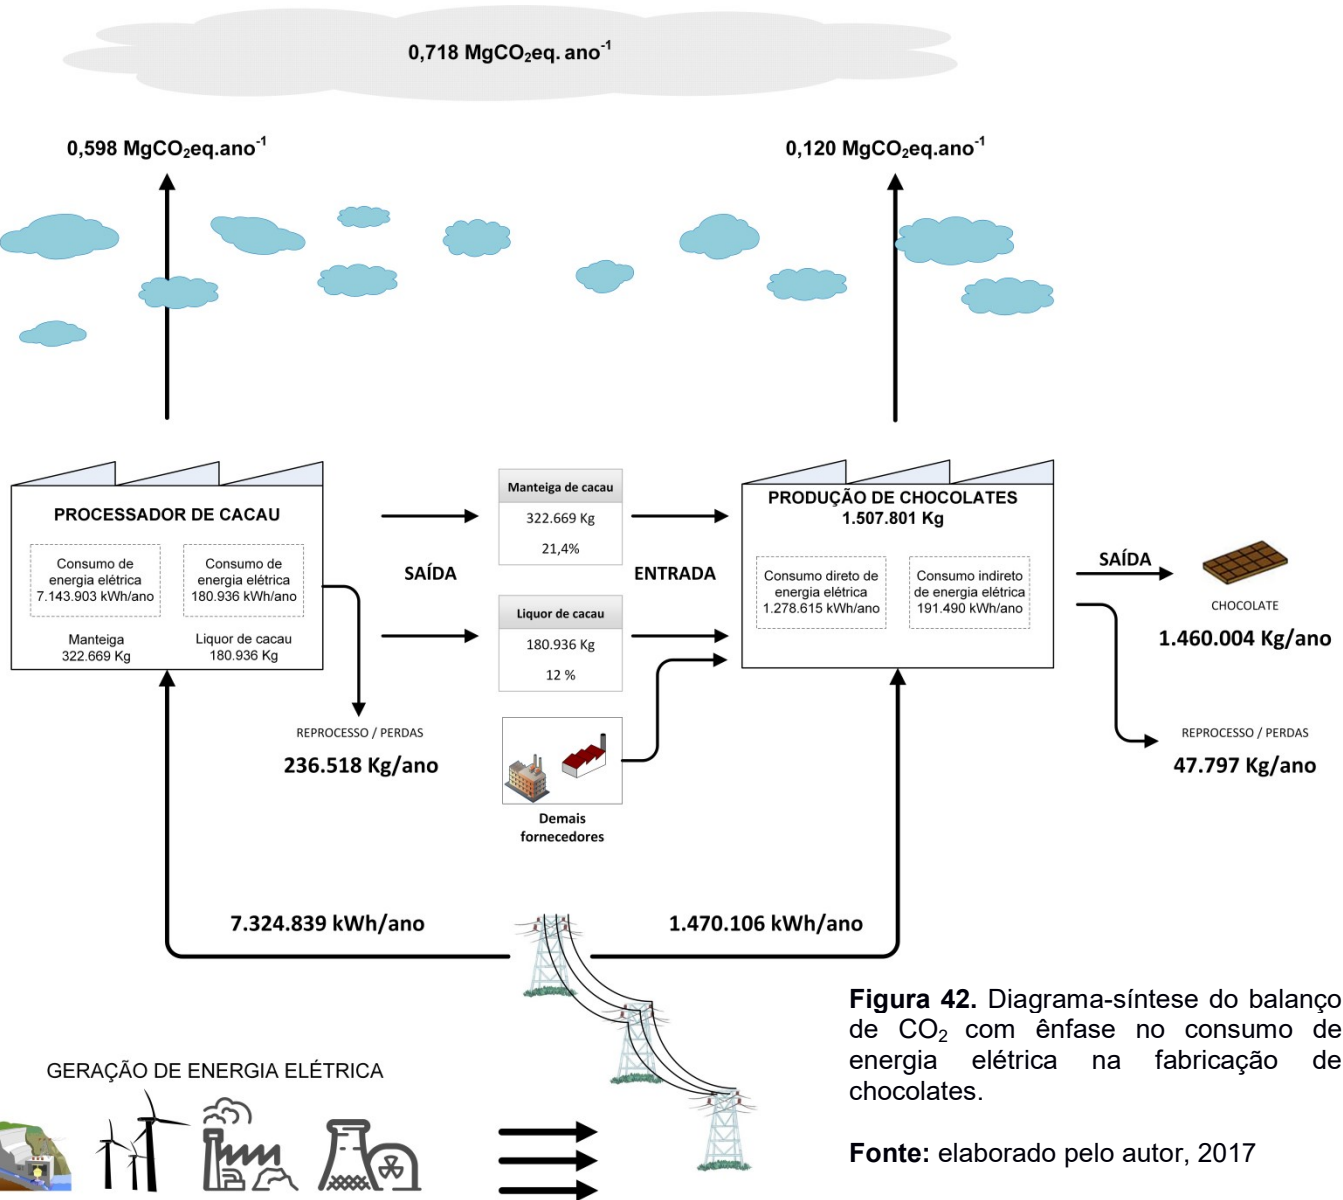 0,718 MgCO₂eq. ano⁻¹
0,598 MgCO₂eq.ano⁻¹
0,120 MgCO₂eq.ano⁻¹
PROCESSADOR DE CACAU
Consumo de
energia elétrica
7.143.903 kWh/ano
Consumo de
energia elétrica
180.936 kWh/ano
Manteiga
322.669 Kg
Liquor de cacau
180.936 Kg
REPROCESSO / PERDAS
236.518 Kg/ano
SAÍDA
Manteiga de cacau
322.669 Kg
21,4%
Liquor de cacau
180.936 Kg
12 %
Demais
fornecedores
ENTRADA
PRODUÇÃO DE CHOCOLATES
1.507.801 Kg
Consumo direto de
energia elétrica
1.278.615 kWh/ano
Consumo indireto
de energia elétrica
191.490 kWh/ano
SAÍDA
CHOCOLATE
1.460.004 Kg/ano
REPROCESSO / PERDAS
47.797 Kg/ano
7.324.839 kWh/ano
1.470.106 kWh/ano
GERAÇÃO DE ENERGIA ELÉTRICA
Figura 42. Diagrama-síntese do balanço
de CO₂ com ênfase no consumo de
energia elétrica na fabricação de
chocolates.
Fonte: elaborado pelo autor, 2017